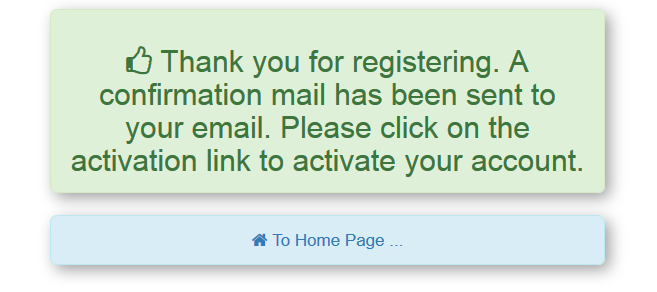 Thank you for registering. A
confirmation mail has been sent to
your email. Please click on the
activation link to activate your account.
To Home Page ...